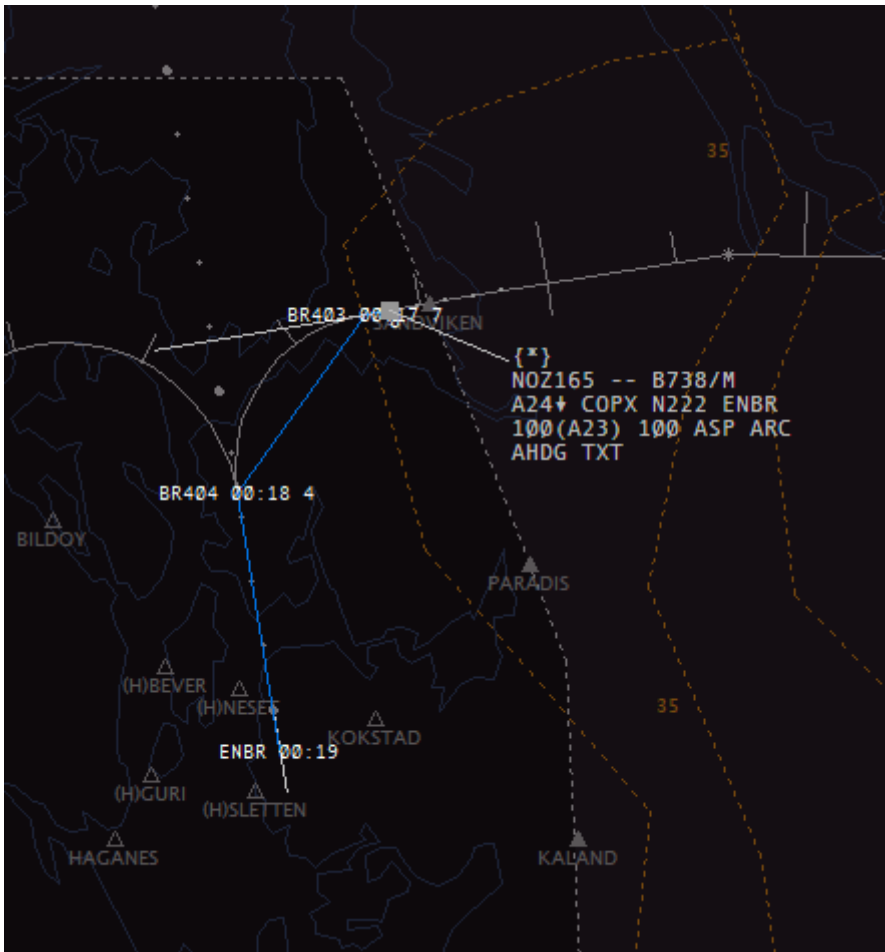 35
BR403 00:17 7
SANDVIKEN
{*}
NOZ165 -- B738/M
A24↓ COPX N222 ENBR
100(A23) 100 ASP ARC
AHDG TXT
BR404 00:18 4
BILDOY
PARADIS
(H)BEVER
(H)NESET
35
KOKSTAD
ENBR 00:19
(H)GURI
(H)SLETTEN
HAGANES
KALAND